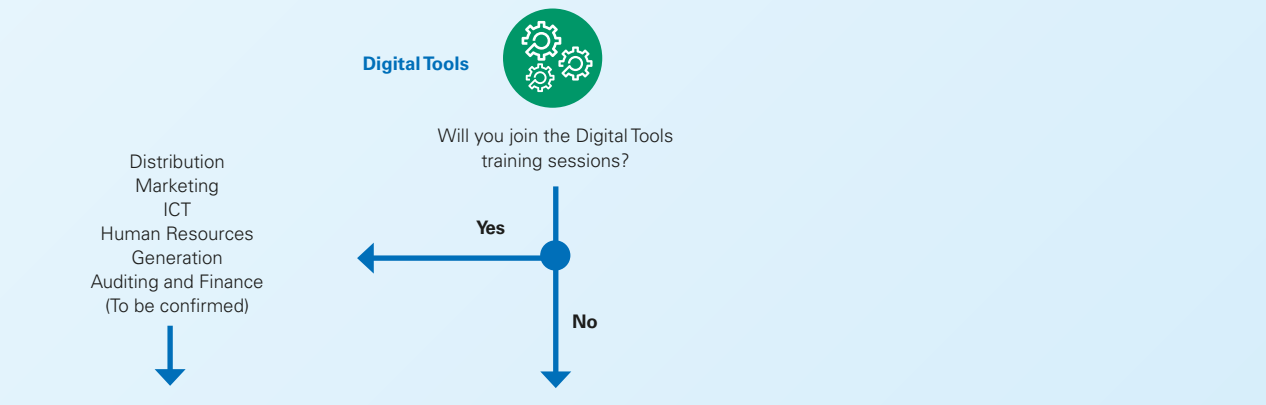 Digital Tools
Will you join the Digital Tools
training sessions?
Distribution
Marketing
ICT
Human Resources
Generation
Auditing and Finance
(To be confirmed)
Yes
No